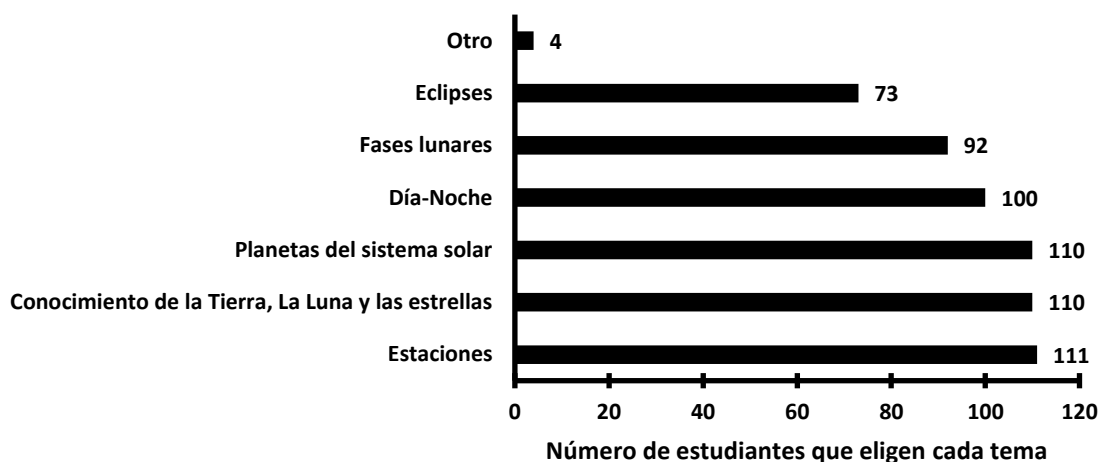 Otro 4
Eclipses 73
Fases lunares 92
Día-Noche 100
Planetas del sistema solar 110
Conocimiento de la Tierra, La Luna y las estrellas 110
Estaciones 111
0 20 40 60 80 100 120
Número de estudiantes que eligen cada tema